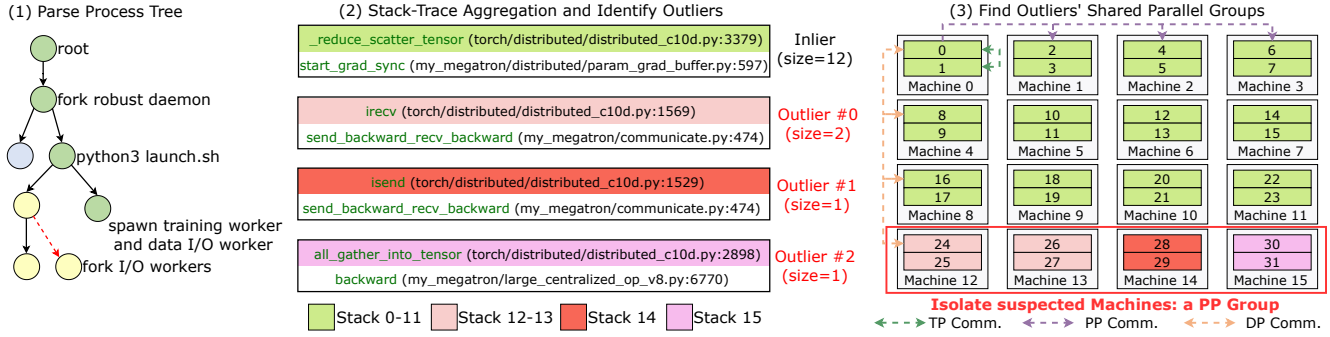 (1) Parse Process Tree
root
fork robust daemon
python3 launch.sh
spawn training worker
and data I/O worker
fork I/O workers
(2) Stack-Trace Aggregation and Identify Outliers
_reduce_scatter_tensor (torch/distributed/distributed_c10d.py:3379)
start_grad_sync (my_megatron/distributed/param_grad_buffer.py:597)
Inlier
(size=12)
irecv (torch/distributed/distributed_c10d.py:1569)
send_backward_recv_backward (my_megatron/communicate.py:474)
Outlier #0
(size=2)
isend (torch/distributed/distributed_c10d.py:1529)
send_backward_recv_backward (my_megatron/communicate.py:474)
Outlier #1
(size=1)
all_gather_into_tensor (torch/distributed/distributed_c10d.py:2898)
backward (my_megatron/large_centralized_op_v8.py:6770)
Outlier #2
(size=1)
Stack 0-11 Stack 12-13 Stack 14 Stack 15
(3) Find Outliers' Shared Parallel Groups
0 2 4 6
1 3 5 7
Machine 0 Machine 1 Machine 2 Machine 3
8 10 12 14
9 11 13 15
Machine 4 Machine 5 Machine 6 Machine 7
16 18 20 22
17 19 21 23
Machine 8 Machine 9 Machine 10 Machine 11
24 26 28 30
25 27 29 31
Machine 12 Machine 13 Machine 14 Machine 15
Isolate suspected Machines: a PP Group
TP Comm. PP Comm. DP Comm.